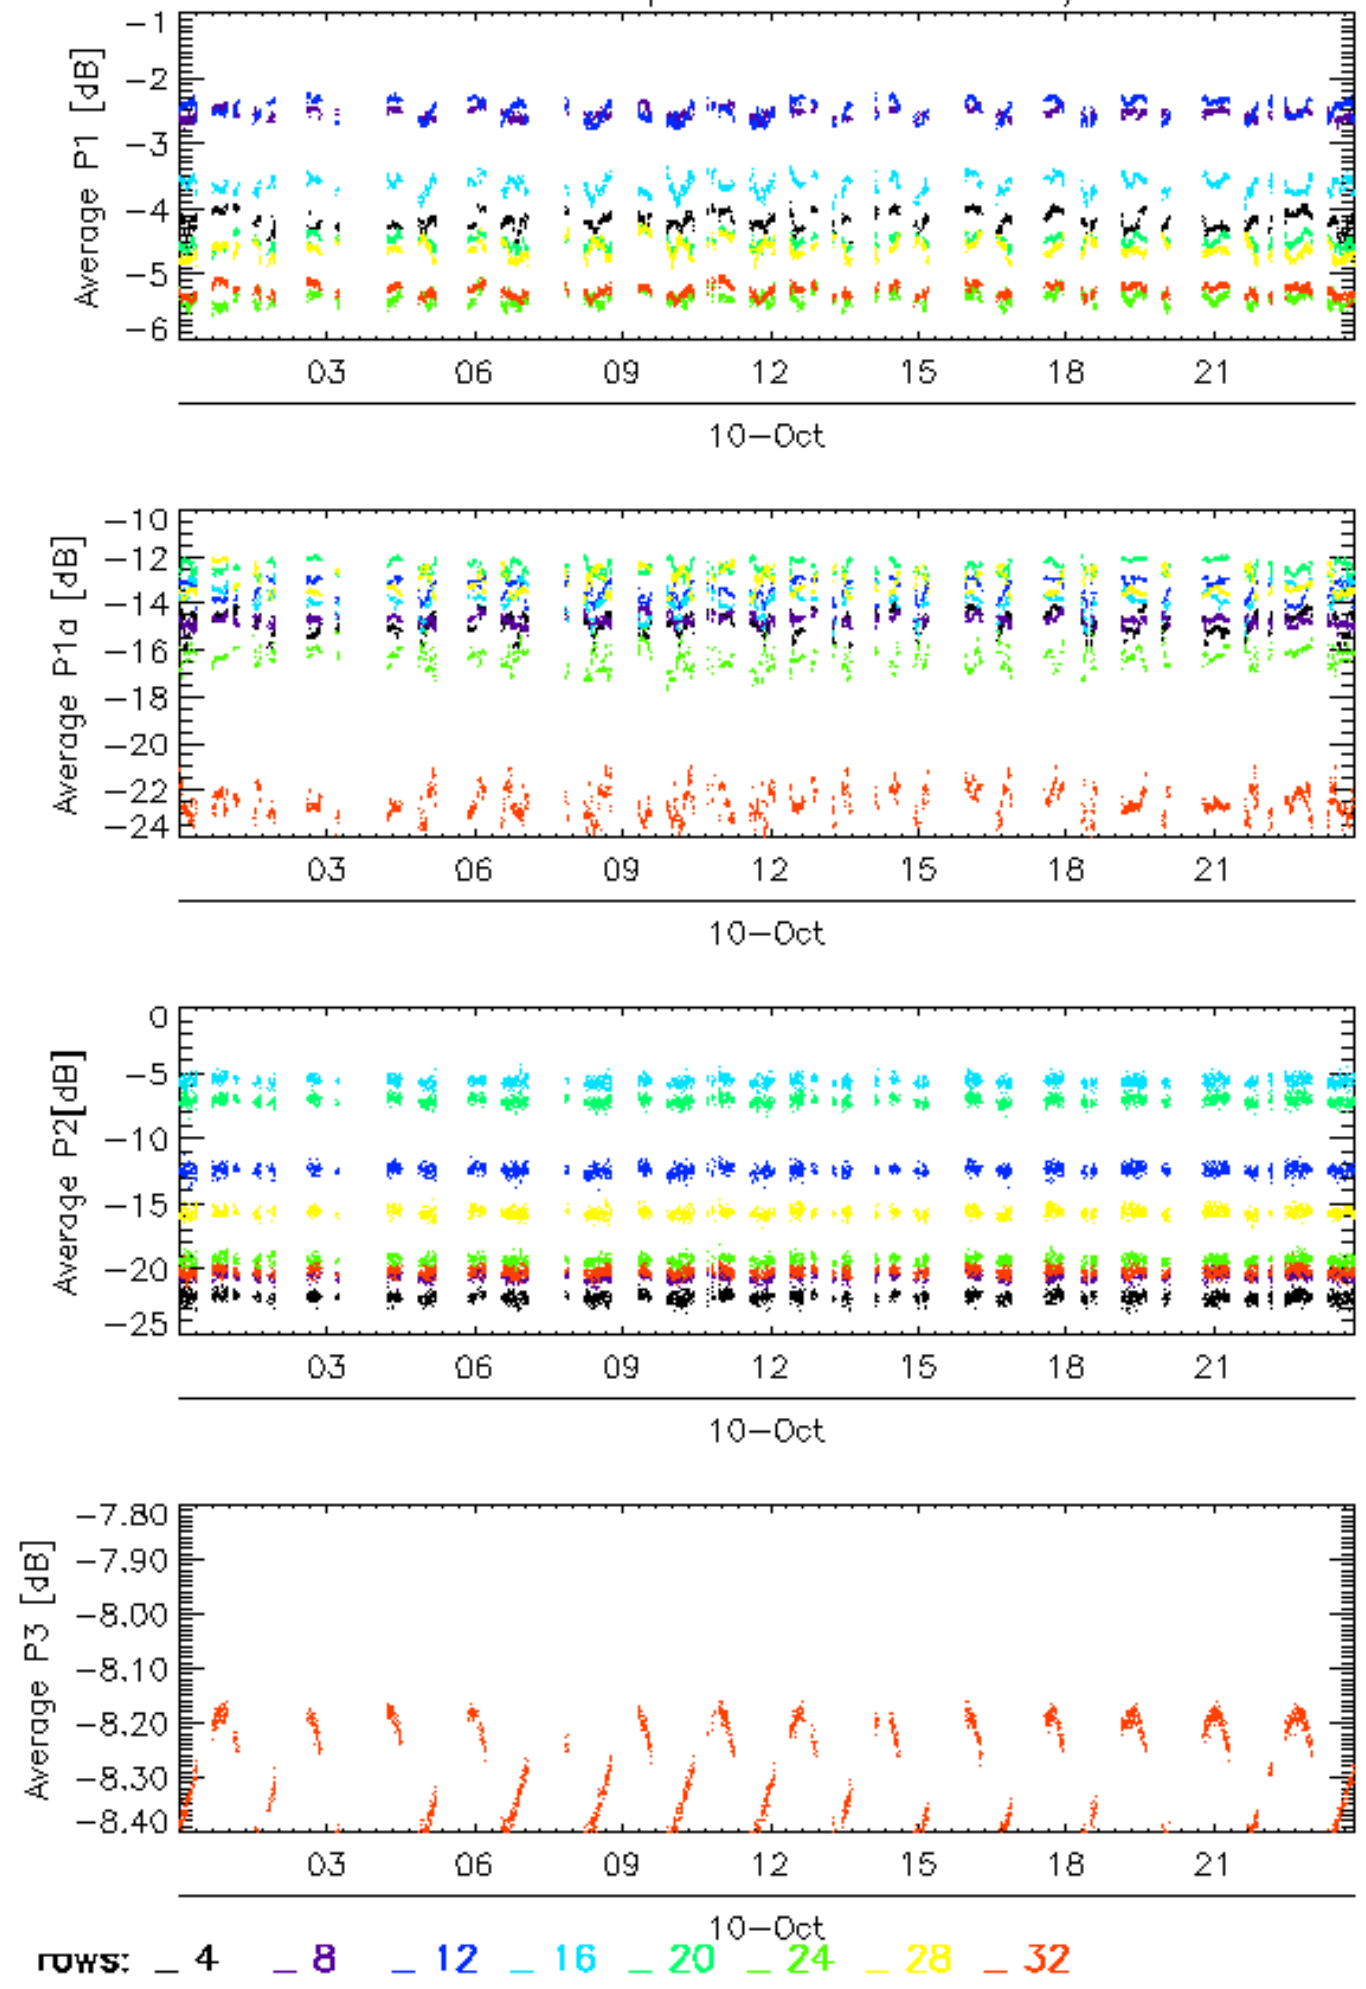 Average P1 [dB]
-1
-2
-3
-4
-5
-6
03 06 09 12 15 18 21
10-Oct
Average P1a [dB]
-10
-12
-14
-16
-18
-20
-22
-24
03 06 09 12 15 18 21
10-Oct
Average P2[dB]
0
-5
-10
-15
-20
-25
03 06 09 12 15 18 21
10-Oct
Average P3 [dB]
-7.80
-7.90
-8.00
-8.10
-8.20
-8.30
-8.40
03 06 09 12 15 18 21
10-Oct
rows: _ 4 _ 8 _ 12 _ 16 _ 20 _ 24 _ 28 _ 32